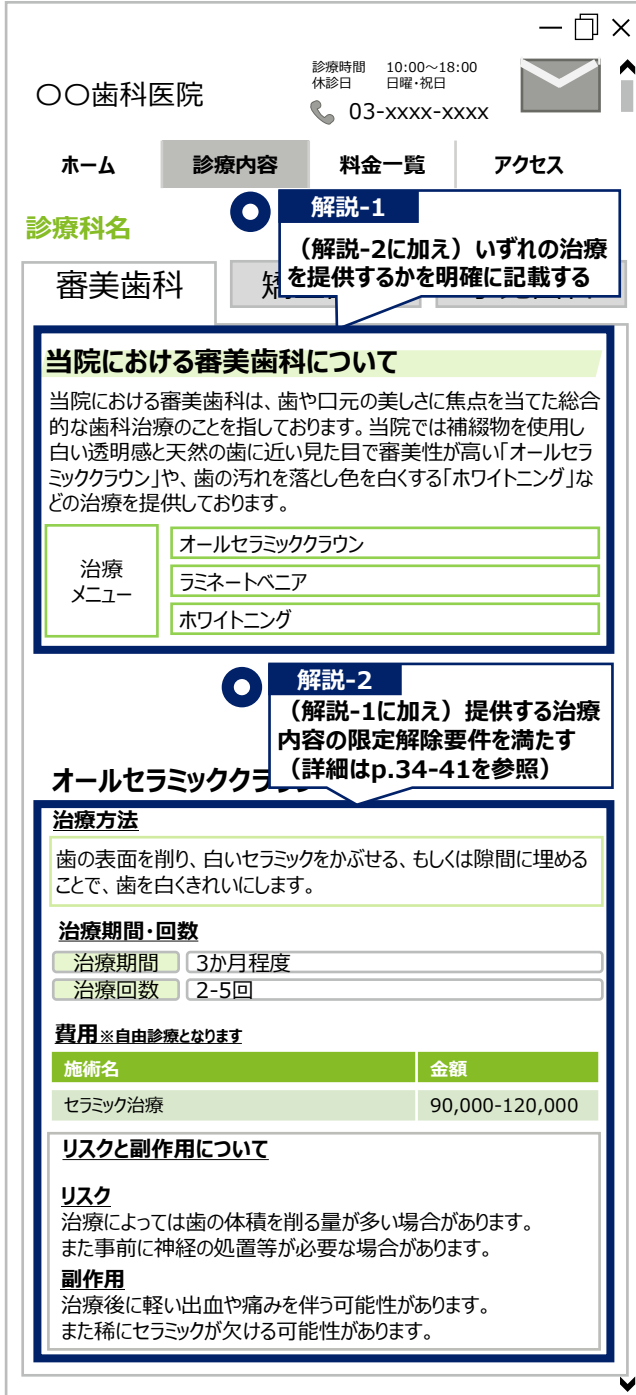 診療時間 10:00～18:00
休診日 日曜・祝日
〇〇歯科医院
03-xxxx-xxxx
ホーム 診療内容 料金一覧 アクセス
診療科名
解説-1
（解説-2に加え）いずれの治療
を提供するかを明確に記載する
審美歯科
当院における審美歯科について
当院における審美歯科は、歯や口元の美しさに焦点を当てた総合
的な歯科治療のことを指しております。当院では補綴物を使用し
白い透明感と天然の歯に近い見た目で審美性が高い「オールセラ
ミッククラウン」や、歯の汚れを落とし色を白くする「ホワイトニング」な
どの治療を提供しております。
治療
メニュー
オールセラミッククラウン
ラミネートベニア
ホワイトニング
解説-2
（解説-1に加え）提供する治療
内容の限定解除要件を満たす
（詳細はp.34-41を参照）
オールセラミッククラウン
治療方法
歯の表面を削り、白いセラミックをかぶせる、もしくは隙間に埋める
ことで、歯を白くきれいにします。
治療期間・回数
治療期間 3か月程度
治療回数 2-5回
費用※自由診療となります
施術名 金額
セラミック治療 90,000-120,000
リスクと副作用について
リスク
治療によっては歯の体積を削る量が多い場合があります。
また事前に神経の処置等が必要な場合があります。
副作用
治療後に軽い出血や痛みを伴う可能性があります。
また稀にセラミックが欠ける可能性があります。